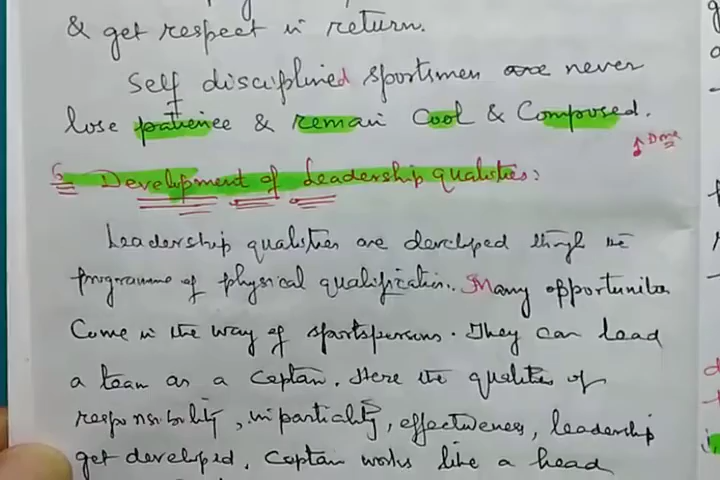 & get respect in return.
Self disciplined sportsmen are never
lose patience & remain Cool & Composed.
Done
6 Development of Leadership qualities:
Leadership qualities are developed through the
programme of physical qualification. Many opportunities
Come in the way of sportspersons. They can lead
a team as a Captain. Here the qualities of
responsibility, impartiality, effectiveness, leadership
get developed. Captain works like a head